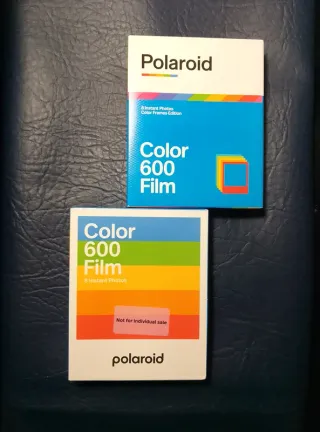 Polaroid
8 Instant Photos
Color Frames Edition
Color
600
Film
Color
600
Film
8 Instant Photos
Not for individual sale
polaroid